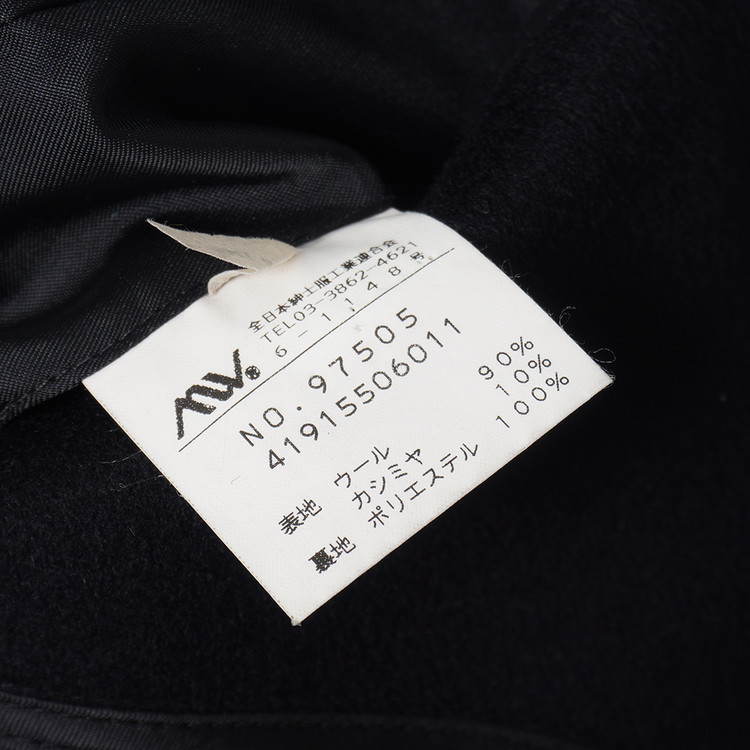 全日本紳士服工業連合会
TEL03-3862-4621
6-1148号
MW.
NO.97505
41915506011
表地 ウール 90%
カシミヤ 10%
裏地 ポリエステル 100%